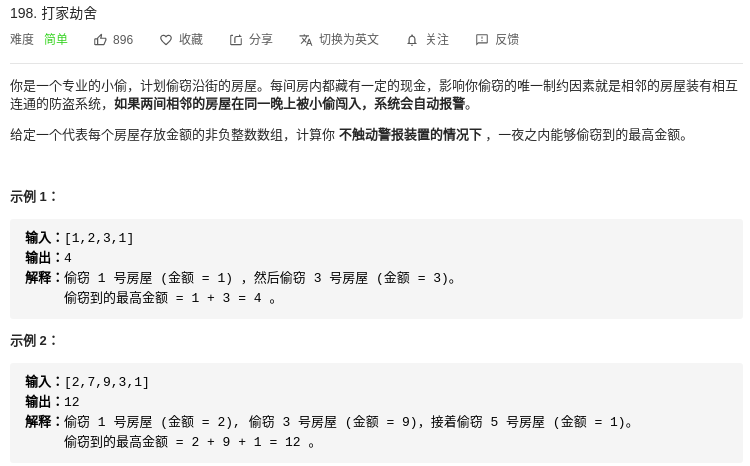 198. 打家劫舍
难度 简单 896 收藏 分享 切换为英文 关注 反馈
你是一个专业的小偷，计划偷窃沿街的房屋。每间房内都藏有一定的现金，影响你偷窃的唯一制约因素就是相邻的房屋装有相互
连通的防盗系统，如果两间相邻的房屋在同一晚上被小偷闯入，系统会自动报警。
给定一个代表每个房屋存放金额的非负整数数组，计算你 不触动警报装置的情况下 ，一夜之内能够偷窃到的最高金额。
示例 1：
输入：[1,2,3,1]
输出：4
解释：偷窃 1 号房屋 (金额 = 1) ，然后偷窃 3 号房屋 (金额 = 3)。
偷窃到的最高金额 = 1 + 3 = 4 。
示例 2：
输入：[2,7,9,3,1]
输出：12
解释：偷窃 1 号房屋 (金额 = 2), 偷窃 3 号房屋 (金额 = 9)，接着偷窃 5 号房屋 (金额 = 1)。
偷窃到的最高金额 = 2 + 9 + 1 = 12 。